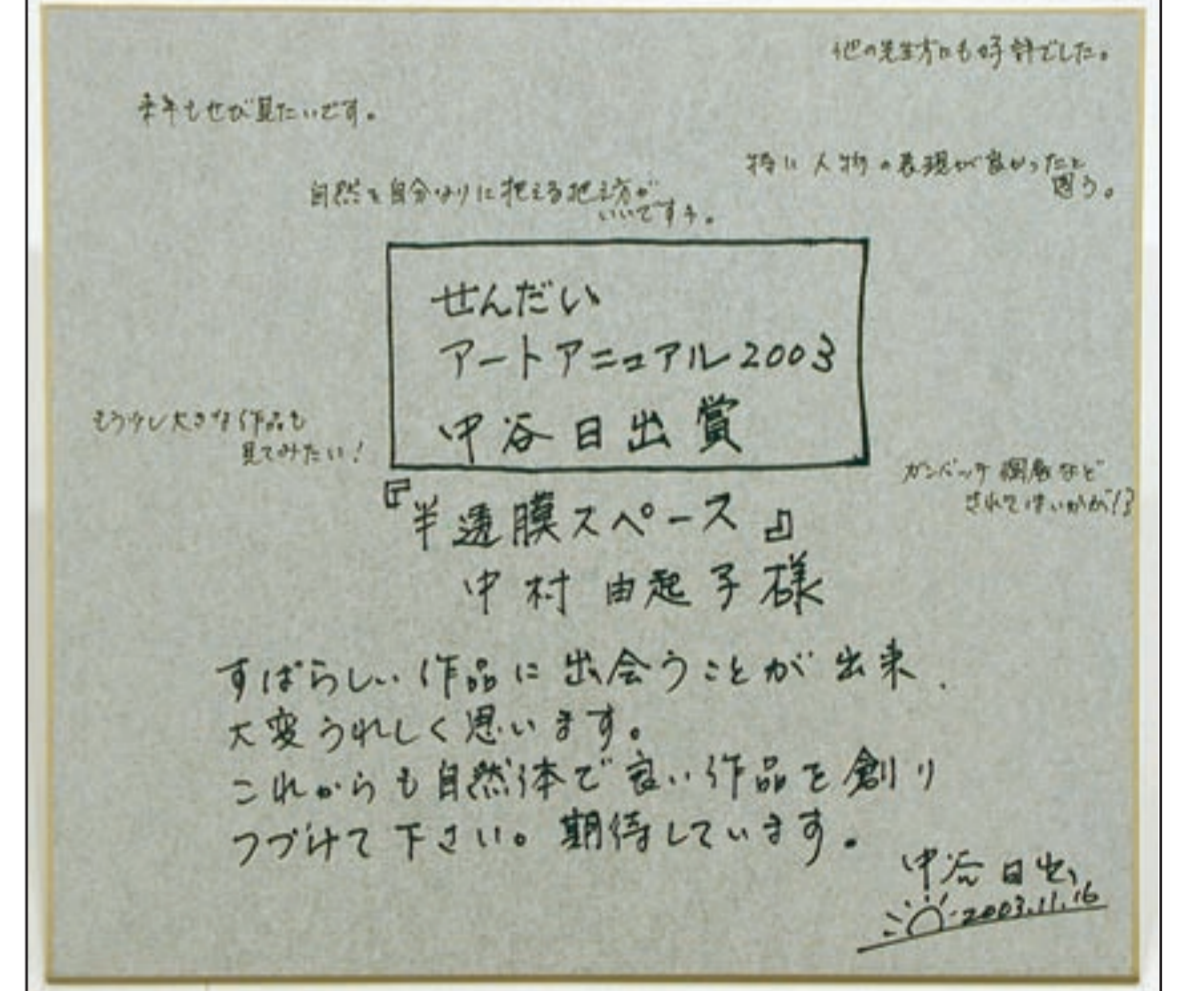 他の先生方にも好評でした。
来年もぜひ見たいです。
特に人物の表現が良かったと
思う。
自然を自分なりに把える把え方が
いいですネ。
せんだい
アートアニュアル2003
中谷日出賞
もう少し大きな作品も
見てみたい!
ガンバッテ個展など
されてはいかが!?
『半透膜スペース』
中村由起子様
すばらしい作品に出会うことが出来、
大変うれしく思います。
これからも自然体で良い作品を創り
つづけて下さい。期待しています。
中谷日出
2003.11.16